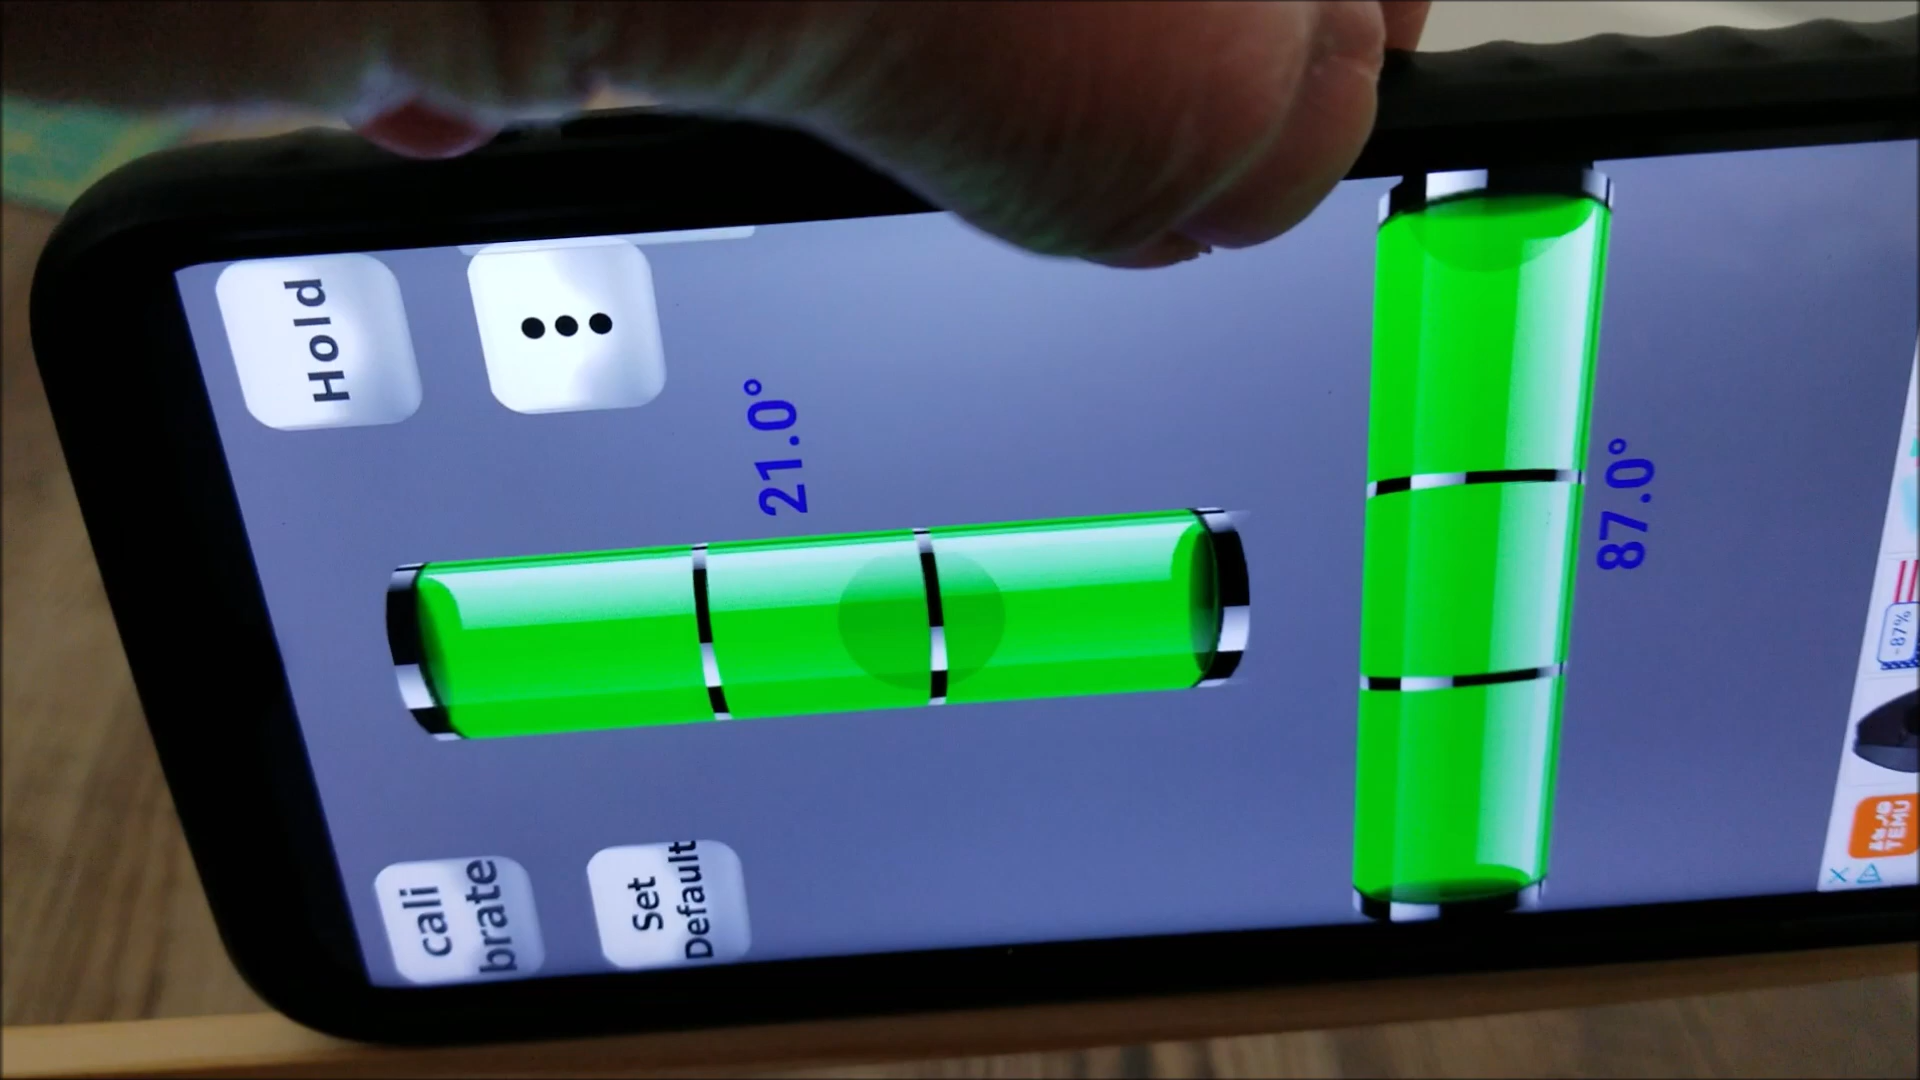 Hold
cali
brate
Set
Default
21.0°
87.0°
-87%
TEMU